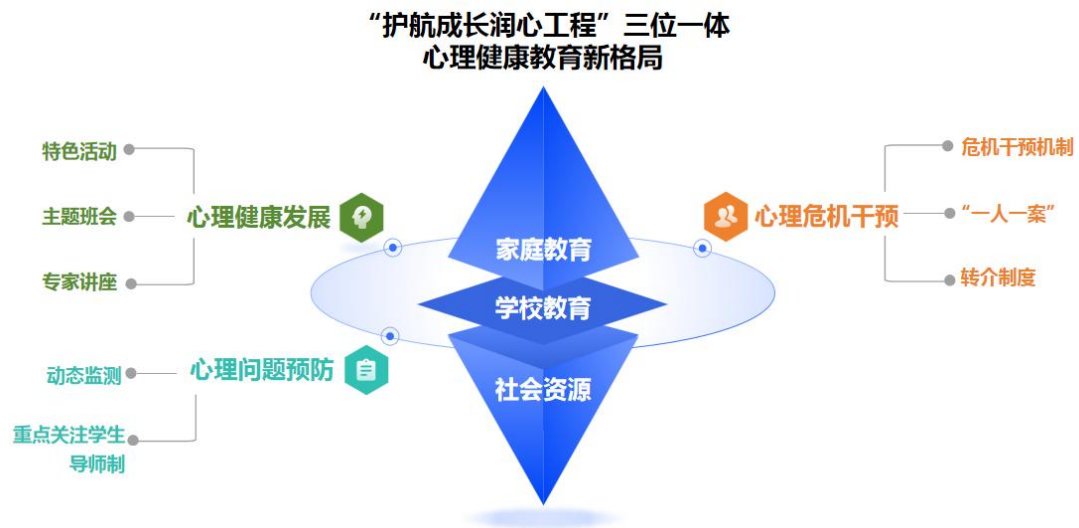 “护航成长润心工程”三位一体
心理健康教育新格局
特色活动
主题班会
专家讲座
心理健康发展
动态监测
重点关注学生
导师制
心理问题预防
家庭教育
学校教育
社会资源
心理危机干预
危机干预机制
“一人一案”
转介制度